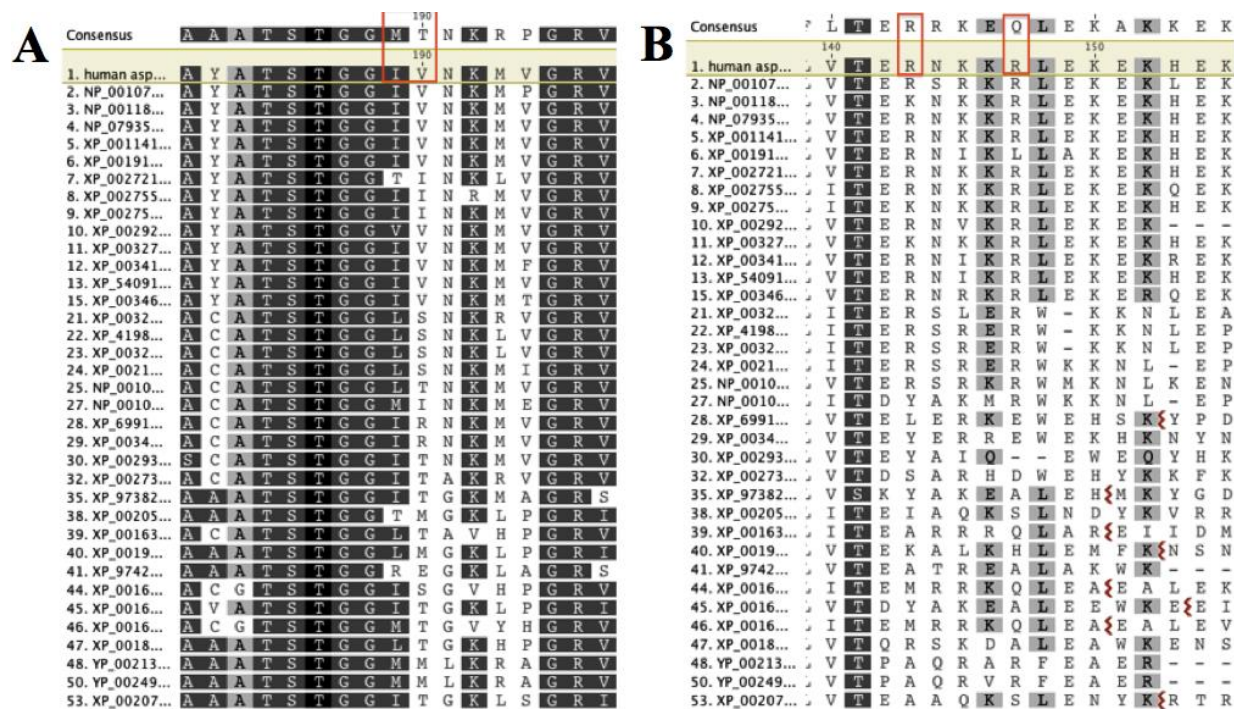 A
190
Consensus A A A T S T G G M T N K R P G R V
190
1. human asp... A Y A T S T G G I V N K M V G R V
2. NP_00107... A Y A T S T G G I V N K M P G R V
3. NP_00118... A Y A T S T G G I V N K M V G R V
4. NP_07935... A Y A T S T G G I V N K M V G R V
5. XP_001141... A Y A T S T G G I V N K M V G R V
6. XP_00191... A Y A T S T G G I V N K M V G R V
7. XP_002721... A Y A T S T G G T I N K L V G R V
8. XP_002755... A Y A T S T G G I I N R M V G R V
9. XP_00275... A Y A T S T G G I I N K M V G R V
10. XP_00292... A Y A T S T G G V V N K M V G R V
11. XP_00327... A Y A T S T G G I V N K M V G R V
12. XP_00341... A Y A T S T G G I V N K M F G R V
13. XP_54091... A Y A T S T G G I V N K M V G R V
15. XP_00346... A Y A T S T G G I V N K M T G R V
21. XP_0032... A C A T S T G G L S N K R V G R V
22. XP_4198... A C A T S T G G L S N K L V G R V
23. XP_0032... A C A T S T G G L S N K L V G R V
24. XP_0021... A C A T S T G G L S N K M I G R V
25. NP_0010... A C A T S T G G L T N K M V G R V
27. NP_0010... A C A T S T G G M I N K M E G R V
28. XP_6991... A C A T S T G G I R N K M V G R V
29. XP_0034... A C A T S T G G I R N K M V G R V
30. XP_00293... S C A T S T G G I T N K M V G R V
32. XP_00273... A C A T S T G G I T A K R V G R V
35. XP_97382... A A A T S T G G I T G K M A G R S
38. XP_00205... A A A T S T G G T M G K L P G R I
39. XP_00163... A C A T S T G G L T A V H P G R V
40. XP_0019... A A A T S T G G L M G K L P G R I
41. XP_9742... A A A T S T G G R E G K L A G R S
44. XP_0016... A C G T S T G G I S G V H P G R V
45. XP_0016... A V A T S T G G I T G K L P G R I
46. XP_0016... A C G T S T G G M T G V Y H G R V
47. XP_0018... A A A T S T G G L T G K H P G R V
48. YP_00213... A A A T S T G G M M L K R A G R V
50. YP_00249... A A A T S T G G M M L K R A G R V
53. XP_00207... A A A T S T G G I T G K L S G R I
B
Consensus F L T E R R K E Q L E K A K K E K
140 150
1. human asp... L V T E R N K K R L E K E K H E K
2. NP_00107... L V T E R S R K R L E K E K L E K
3. NP_00118... L V T E K N K K R L E K E K H E K
4. NP_07935... L V T E R N K K R L E K E K H E K
5. XP_001141... L V T E R N K K R L E K E K H E K
6. XP_00191... L V T E R N I K L L A K E K H E K
7. XP_002721... L V T E R N K K R L E K E K H E K
8. XP_002755... L I T E R N K K R L E K E K Q E K
9. XP_00275... L I T E K N K K R L E K E K H E K
10. XP_00292... L V T E R N V K R L E K E K - - -
11. XP_00327... L V T E K N K K R L E K E K H E K
12. XP_00341... L V T E R N I K R L E K E K R E K
13. XP_54091... L V T E R N I K R L E K E K H E K
15. XP_00346... L V T E R N R K R L E K E R Q E K
21. XP_0032... L I T E R S L E R W - K K N L E A
22. XP_4198... L I T E R S R E R W - K K N L E P
23. XP_0032... L I T E R S R E R W - K K N L E P
24. XP_0021... L I T E R S R E R W K K N L - E P
25. NP_0010... L V T E R S R K R W M K N L K E N
27. NP_0010... L I T D Y A K M R W K K N L - E P
28. XP_6991... L V T E L E R K E W E H S K Y P D
29. XP_0034... L V T E Y E R R E W E K H K N Y N
30. XP_00293... L V T E Y A I Q - - E W E Q Y H K
32. XP_00273... L V T D S A R H D W E H Y K K F K
35. XP_97382... L V S K Y A K E A L E H M K Y G D
38. XP_00205... L I T E I A Q K S L N D Y K V R R
39. XP_00163... L I T E A R R R Q L A R E I I D M
40. XP_0019... L V T E K A L K H L E M F K N S N
41. XP_9742... L V T E A T R E A L A K W K - - -
44. XP_0016... L I T E M R R K Q L E A E A L E K
45. XP_0016... L V T D Y A K E A L E E W K E E I
46. XP_0016... L I T E M R R K Q L E A E A L E V
47. XP_0018... L V T Q R S K D A L E A W K E N S
48. YP_00213... L V T P A Q R A R F E A E R - - -
50. YP_00249... L V T P A Q R V R F E A E R - - -
53. XP_00207... L V T E A A Q K S L E N Y K R T R